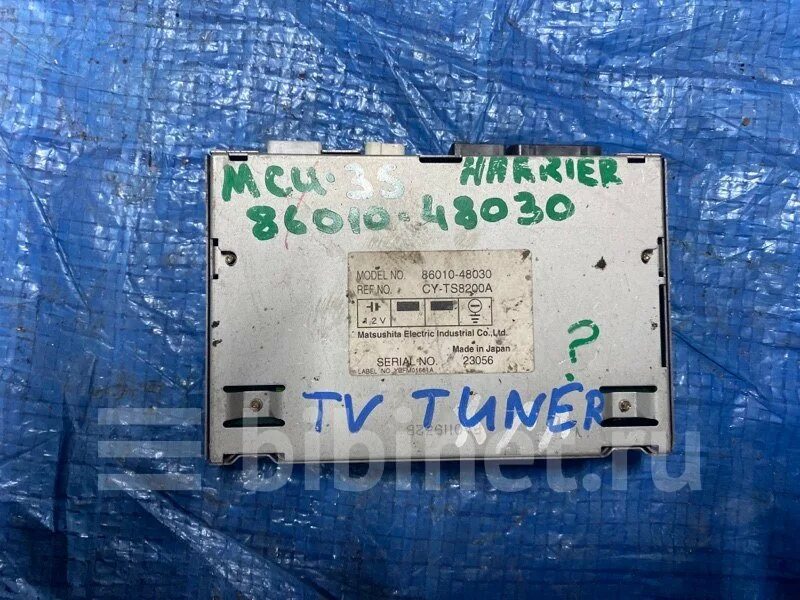 MCU-35 HARRIER
86010-48030
MODEL NO. 86010-48030
REF.NO. CY-TS8200A
Matsushita Electric Industrial Co.,Ltd.
Made in Japan
SERIAL NO. 23056
?
TV TUNER
bibinet.ru